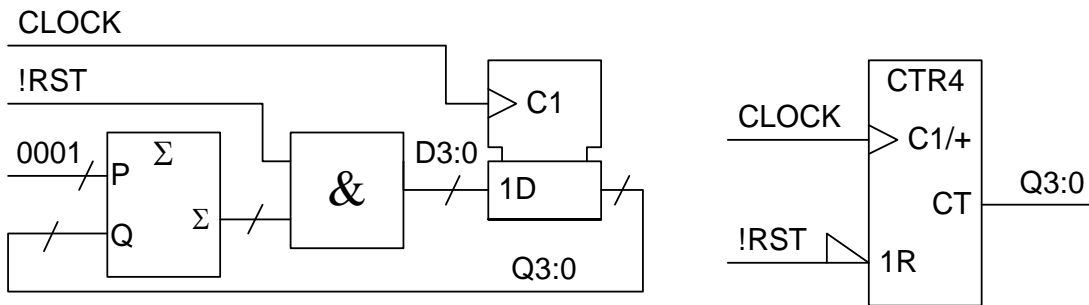 CLOCK
!RST
0001
P
Q
Σ
Σ
&
D3:0
C1
1D
Q3:0
CTR4
CLOCK
C1/+
CT
Q3:0
!RST
1R